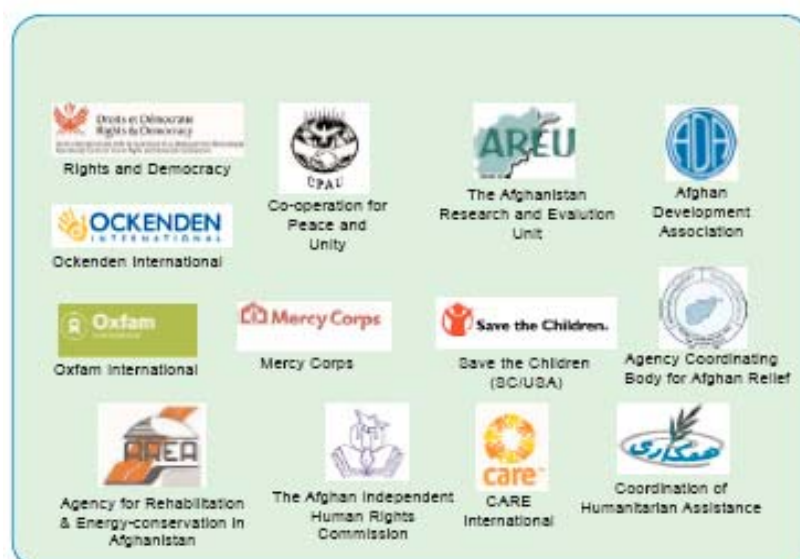 Droits et Démocratie
Rights & Democracy
Rights and Democracy
CPAU
Co-operation for
Peace and
Unity
AREU
The Afghanistan
Research and Evalution
Unit
ADA
Afghan
Development
Association
OCKENDEN
INTERNATIONAL
Ockenden International
Oxfam
Oxfam International
Mercy Corps
Mercy Corps
Save the Children.
Save the Children
(SC/USA)
Agency Coordinating
Body for Afghan Relief
AREA
Agency for Rehabilitation
& Energy-conservation in
Afghanistan
The Afghan Independent
Human Rights
Commission
care
CARE
International
همکاری
Coordination of
Humanitarian Assistance